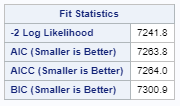 Fit Statistics
-2 Log Likelihood 7241.8
AIC (Smaller is Better) 7263.8
AICC (Smaller is Better) 7264.0
BIC (Smaller is Better) 7300.9